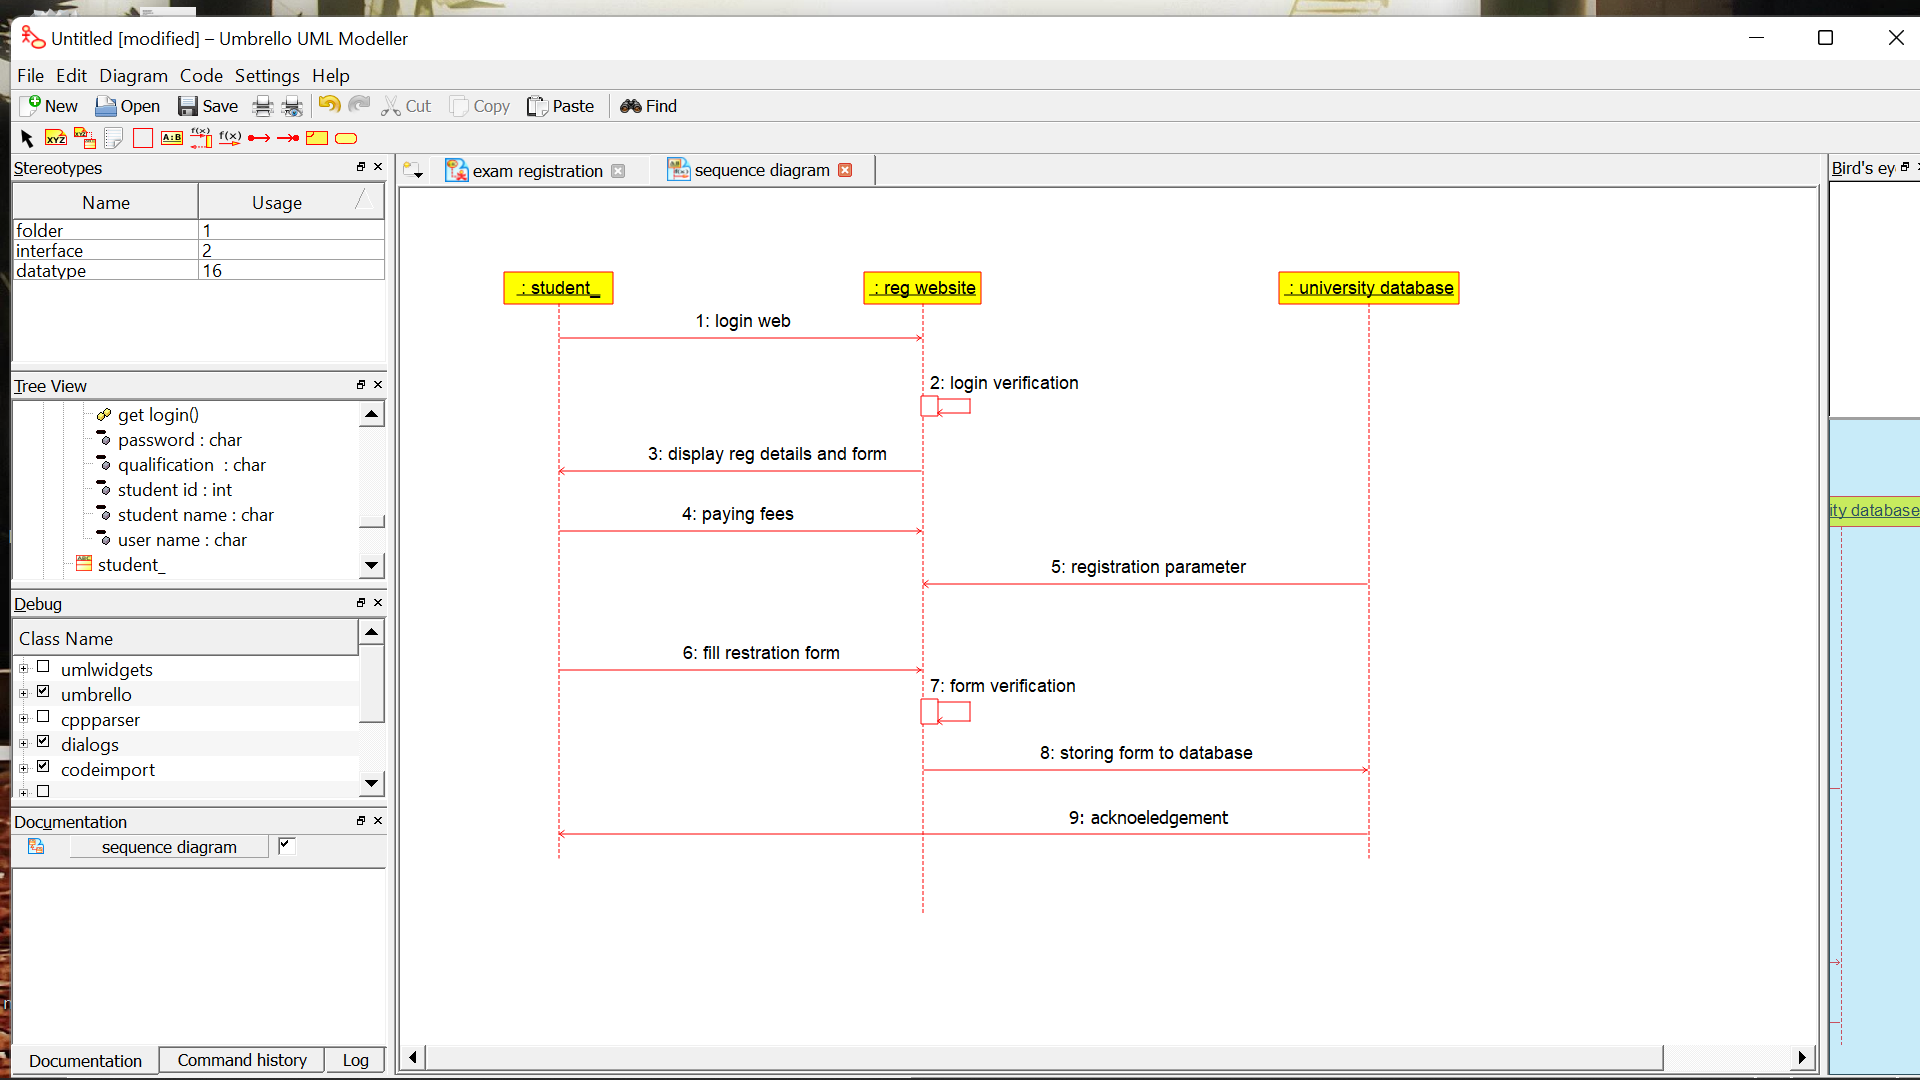 Untitled [modified] – Umbrello UML Modeller
File Edit Diagram Code Settings Help
New Open Save Cut Copy Paste Find
XYZ XYZ A:B f(x) f(x)
Stereotypes
Name Usage
folder 1
interface 2
datatype 16
Tree View
get login()
password : char
qualification : char
student id : int
student name : char
user name : char
student_
Debug
Class Name
umlwidgets
umbrello
cppparser
dialogs
codeimport
Documentation
sequence diagram
Documentation Command history Log
exam registration sequence diagram
: student_ : reg website : university database
1: login web
2: login verification
3: display reg details and form
4: paying fees
5: registration parameter
6: fill restration form
7: form verification
8: storing form to database
9: acknoeledgement
Bird's ey
ity database